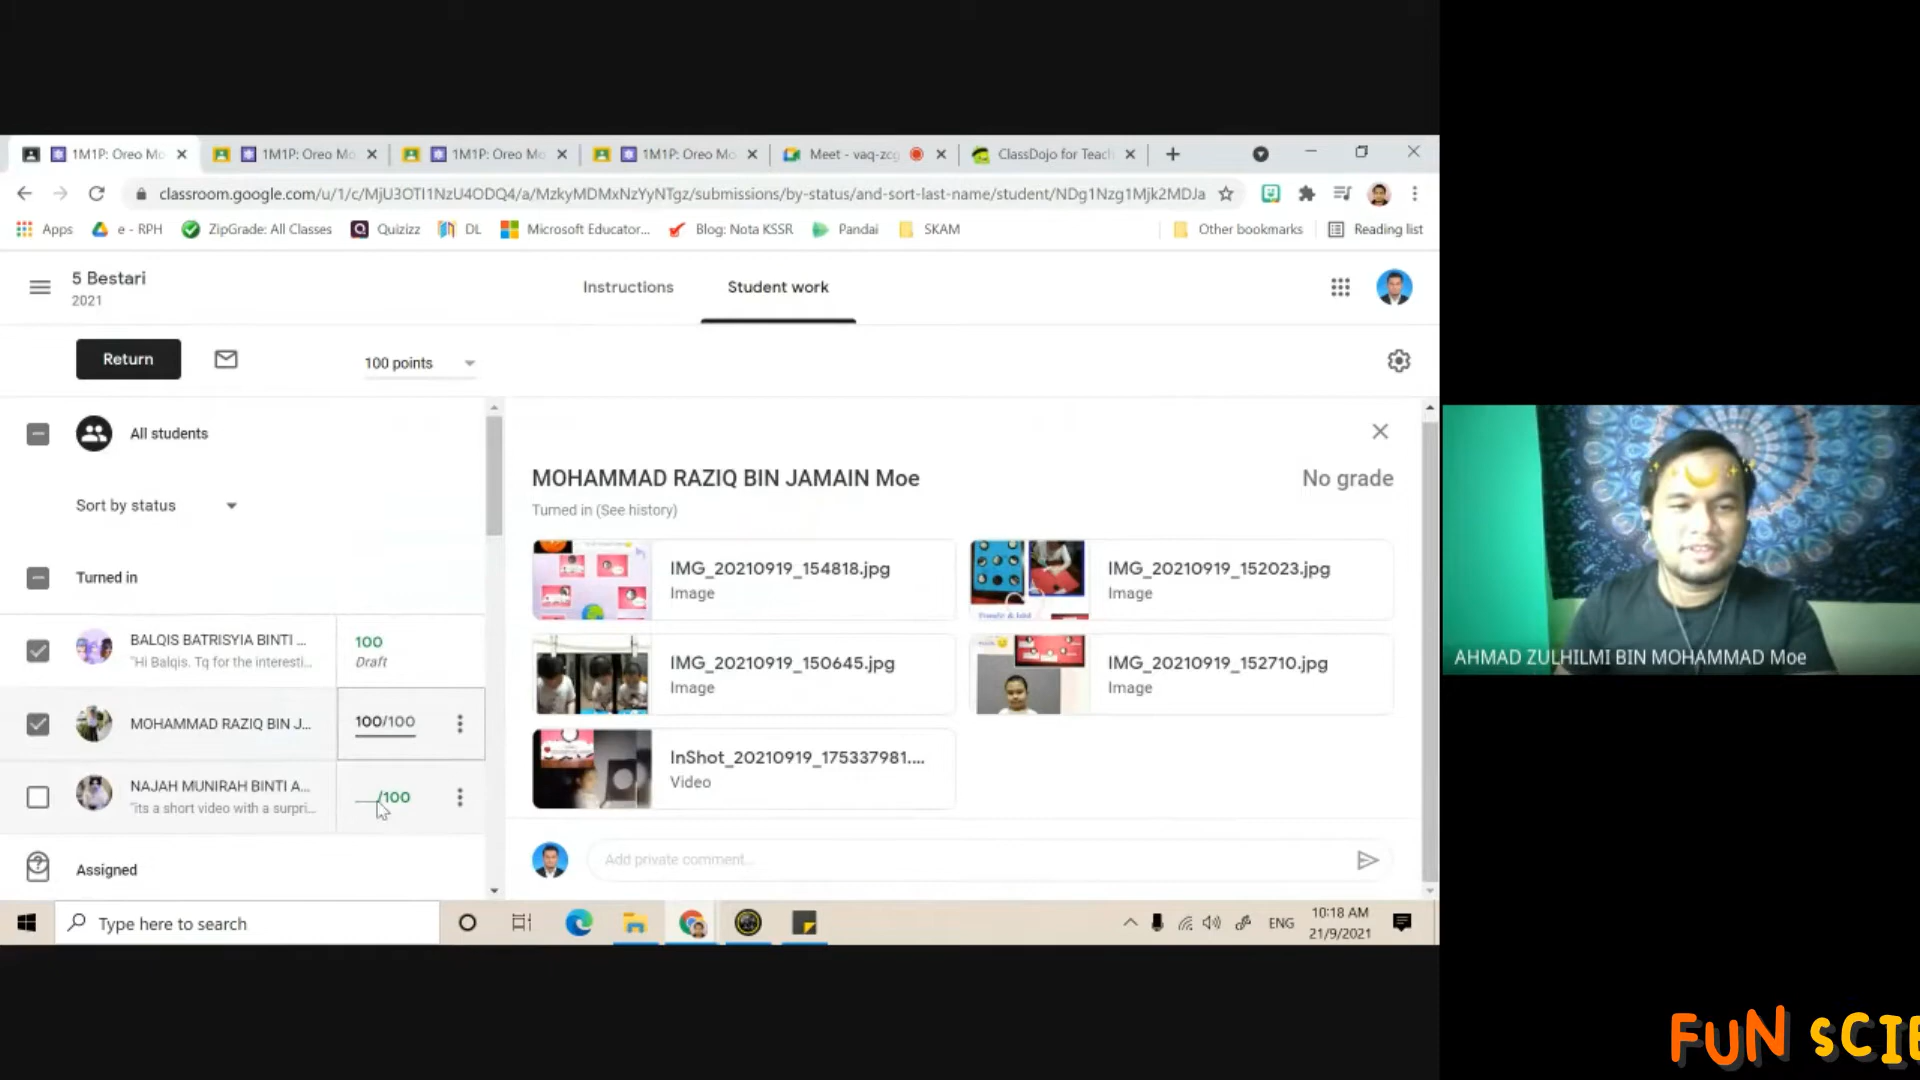 1M1P: Oreo Mo
1M1P: Oreo Mo
1M1P: Oreo Mo
1M1P: Oreo Mo
Meet - vaq-zcg
ClassDojo for Teach
classroom.google.com/u/1/c/MjU3OTI1NzU4ODQ4/a/MzkyMDMxNzYyNTgz/submissions/by-status/and-sort-last-name/student/NDg1Nzg1Mjk2MDJa
Apps
e - RPH
ZipGrade: All Classes
Quizizz
DL
Microsoft Educator...
Blog: Nota KSSR
Pandai
SKAM
Other bookmarks
Reading list
5 Bestari
2021
Instructions
Student work
Return
100 points
All students
Sort by status
Turned in
BALQIS BATRISYIA BINTI ...
"Hi Balqis. Tq for the interesti...
100
Draft
MOHAMMAD RAZIQ BIN J...
100/100
NAJAH MUNIRAH BINTI A...
"its a short video with a surpri...
/100
Assigned
MOHAMMAD RAZIQ BIN JAMAIN Moe
No grade
Turned in (See history)
IMG_20210919_154818.jpg
Image
IMG_20210919_152023.jpg
Image
IMG_20210919_150645.jpg
Image
IMG_20210919_152710.jpg
Image
InShot_20210919_175337981....
Video
Add private comment...
Type here to search
ENG
10:18 AM
21/9/2021
AHMAD ZULHILMI BIN MOHAMMAD Moe
FUN SCIE